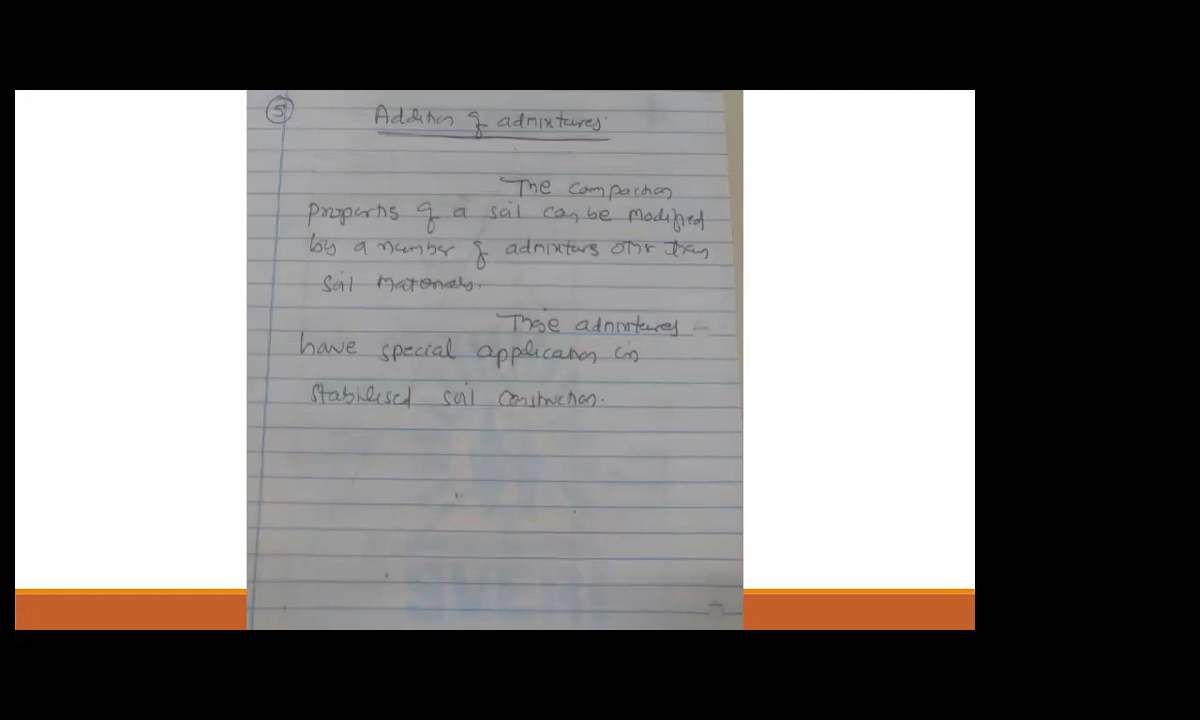 5
Addition of admixtures.
The compaction
properties of a soil can be modified
by a number of admixtures other than
soil materials.
These admixtures -
have special application in
stabilised soil construction.